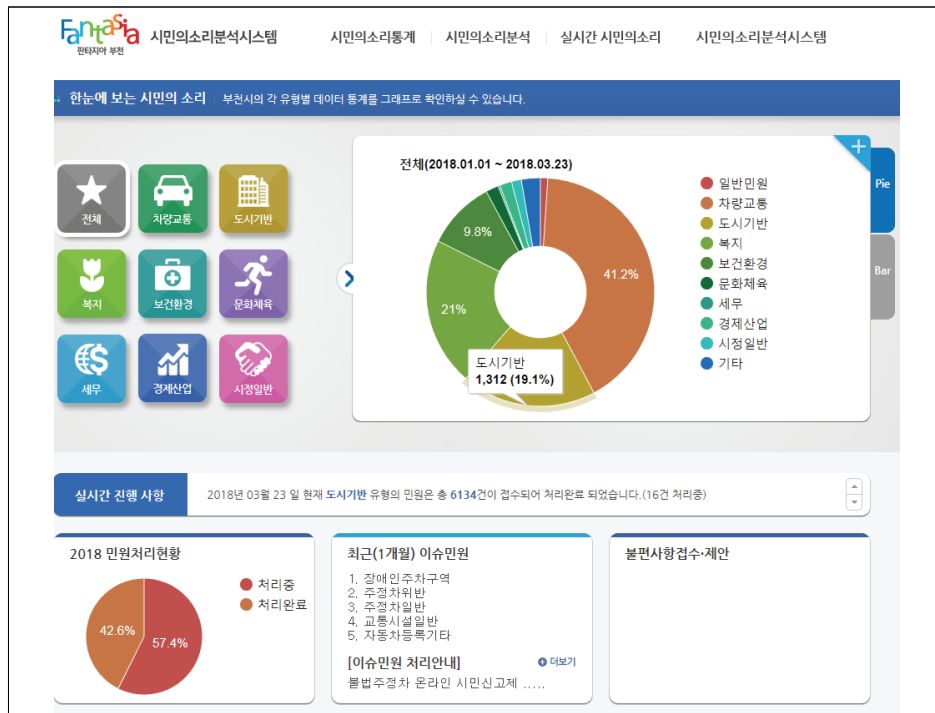 Fantasia
판타지아 부천
시민의소리분석시스템
시민의소리통계 시민의소리분석 실시간 시민의소리 시민의소리분석시스템
한눈에 보는 시민의 소리 부천시의 각 유형별 데이터 통계를 그래프로 확인하실 수 있습니다.
전체
차량교통
도시기반
복지
보건환경
문화체육
세무
경제산업
시정일반
전체(2018.01.01 ~ 2018.03.23)
41.2%
9.8%
21%
도시기반
1,312 (19.1%)
일반민원
차량교통
도시기반
복지
보건환경
문화체육
세무
경제산업
시정일반
기타
Pie
Bar
실시간 진행 사항
2018년 03월 23 일 현재 도시기반 유형의 민원은 총 6134건이 접수되어 처리완료 되었습니다.(16건 처리중)
2018 민원처리현황
처리중
처리완료
42.6%
57.4%
최근(1개월) 이슈민원
1. 장애인주차구역
2. 주정차위반
3. 주정차일반
4. 교통시설일반
5. 자동차등록기타
[이슈민원 처리안내] 더보기
불법주정차 온라인 시민신고제 .....
불편사항접수·제안